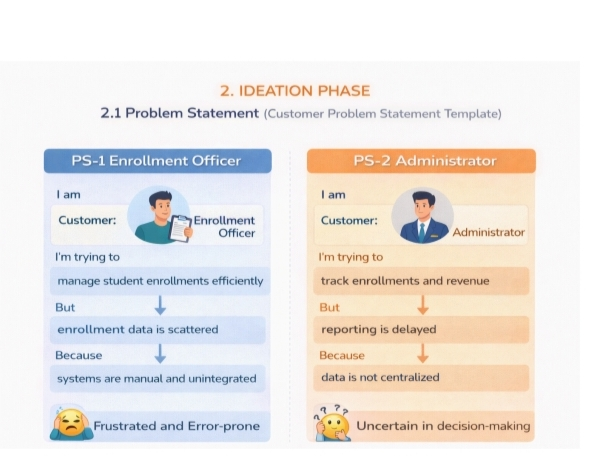 2. IDEATION PHASE
2.1 Problem Statement (Customer Problem Statement Template)
PS-1 Enrollment Officer
I am
Customer:
Enrollment
Officer
I'm trying to
manage student enrollments efficiently
But
enrollment data is scattered
Because
systems are manual and unintegrated
Frustrated and Error-prone
PS-2 Administrator
I am
Customer:
Administrator
I'm trying to
track enrollments and revenue
But
reporting is delayed
Because
data is not centralized
? ? ? ?
Uncertain in decision-making